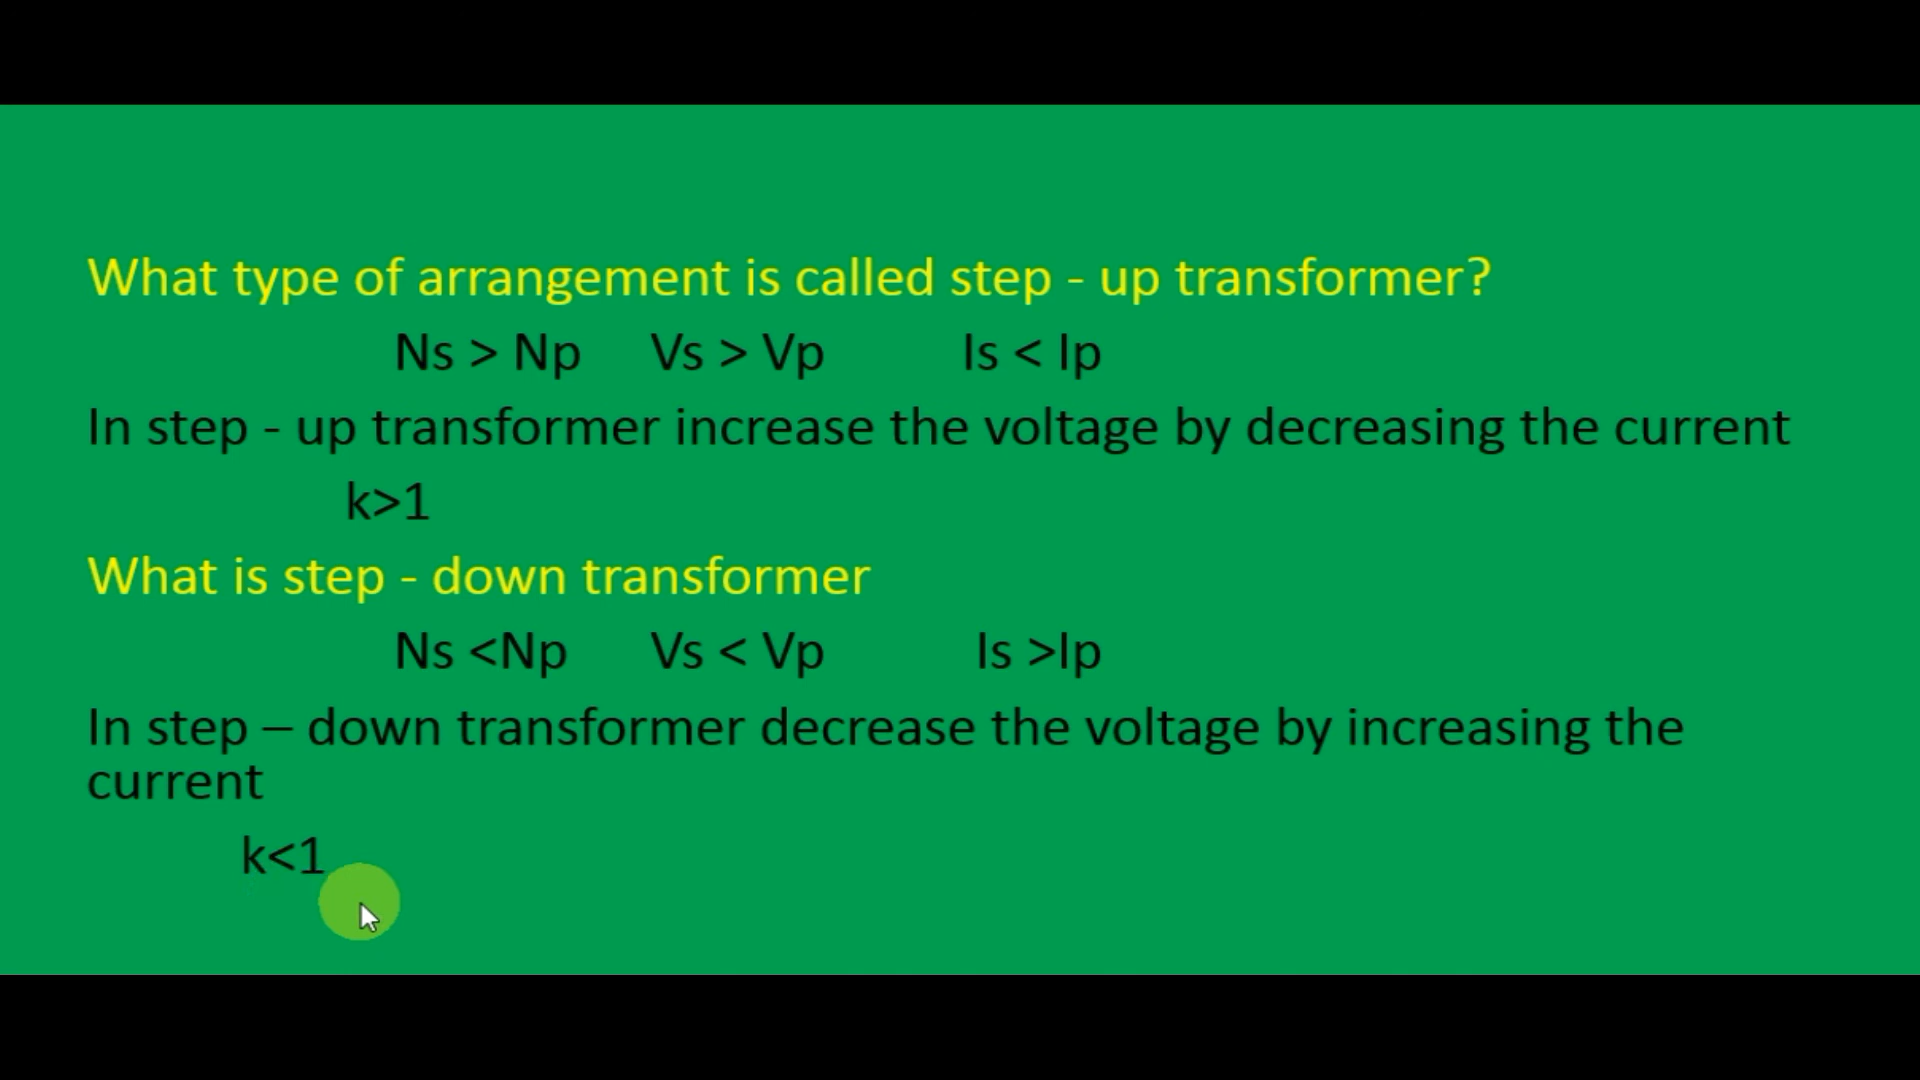 What type of arrangement is called step - up transformer?
Ns > Np Vs > Vp Is < Ip
In step - up transformer increase the voltage by decreasing the current
k>1
What is step - down transformer
Ns <Np Vs < Vp Is >Ip
In step – down transformer decrease the voltage by increasing the
current
k<1